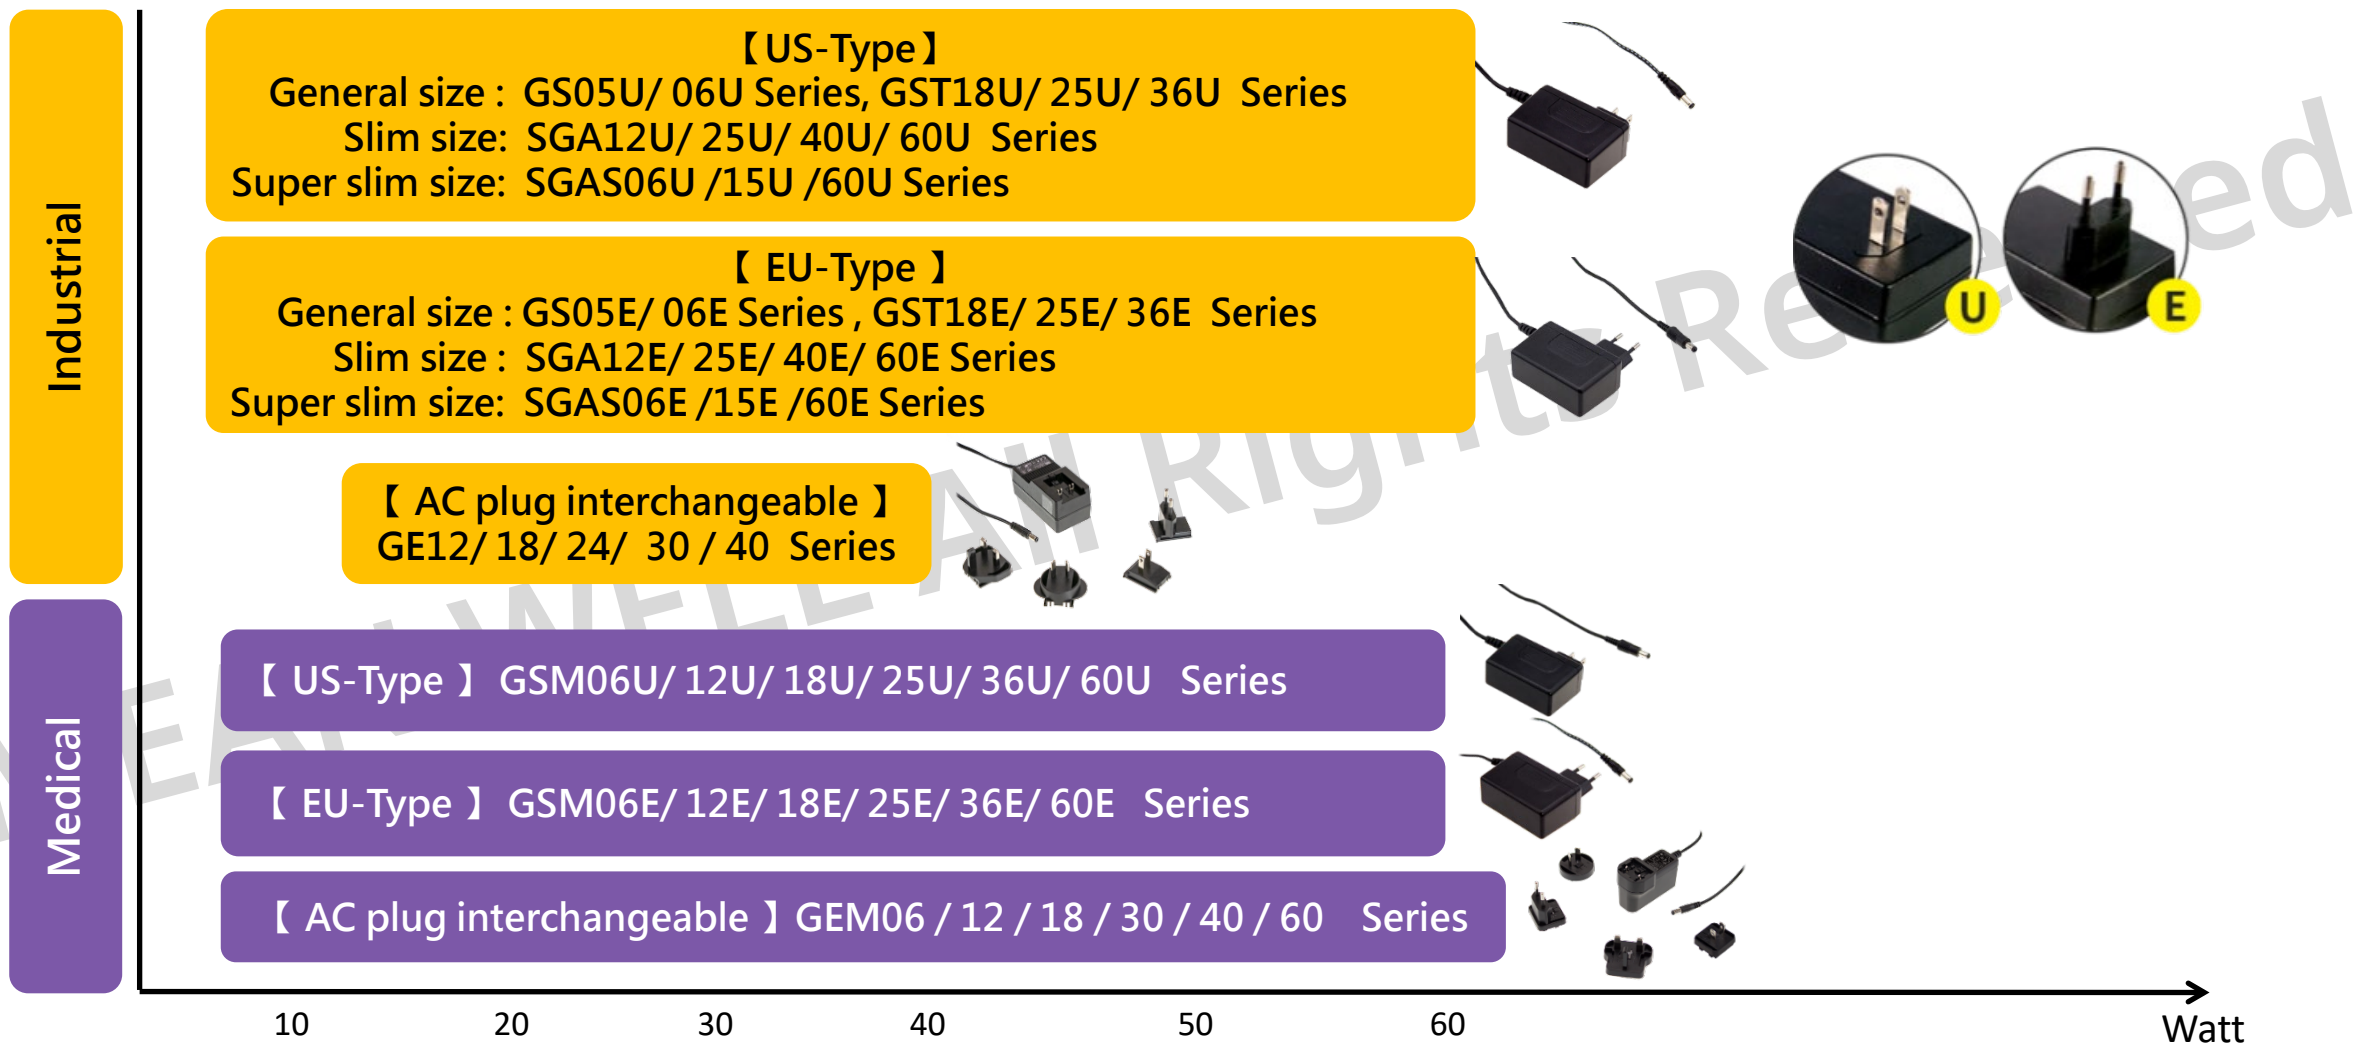 Industrial
【US-Type】
General size : GS05U/ 06U Series, GST18U/ 25U/ 36U Series
Slim size: SGA12U/ 25U/ 40U/ 60U Series
Super slim size: SGAS06U /15U /60U Series
U
E
【 EU-Type 】
General size : GS05E/ 06E Series , GST18E/ 25E/ 36E Series
Slim size : SGA12E/ 25E/ 40E/ 60E Series
Super slim size: SGAS06E /15E /60E Series
【 AC plug interchangeable 】
GE12/ 18/ 24/ 30 / 40 Series
Medical
【 US-Type 】 GSM06U/ 12U/ 18U/ 25U/ 36U/ 60U Series
【 EU-Type 】 GSM06E/ 12E/ 18E/ 25E/ 36E/ 60E Series
【 AC plug interchangeable 】GEM06 / 12 / 18 / 30 / 40 / 60 Series
10 20 30 40 50 60
Watt
MEAN WELL All Rights Reserved